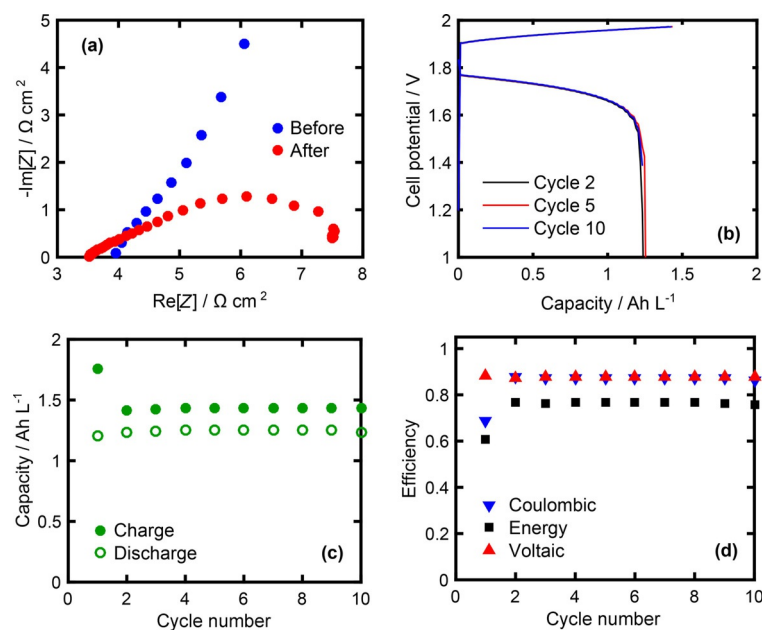 (a)
-Im[Z] / Ω cm²
5
4
3
2
1
0
Before
After
3 4 5 6 7 8
Re[Z] / Ω cm²
Cell potential / V
2
1.8
1.6
1.4
1.2
1
Cycle 2
Cycle 5
Cycle 10
(b)
0 0.5 1 1.5 2
Capacity / Ah L⁻¹
Capacity / Ah L⁻¹
2
1.5
1
0.5
0
Charge
Discharge
(c)
0 2 4 6 8 10
Cycle number
Efficiency
1
0.8
0.6
0.4
0.2
0
Coulombic
Energy
Voltaic
(d)
0 2 4 6 8 10
Cycle number